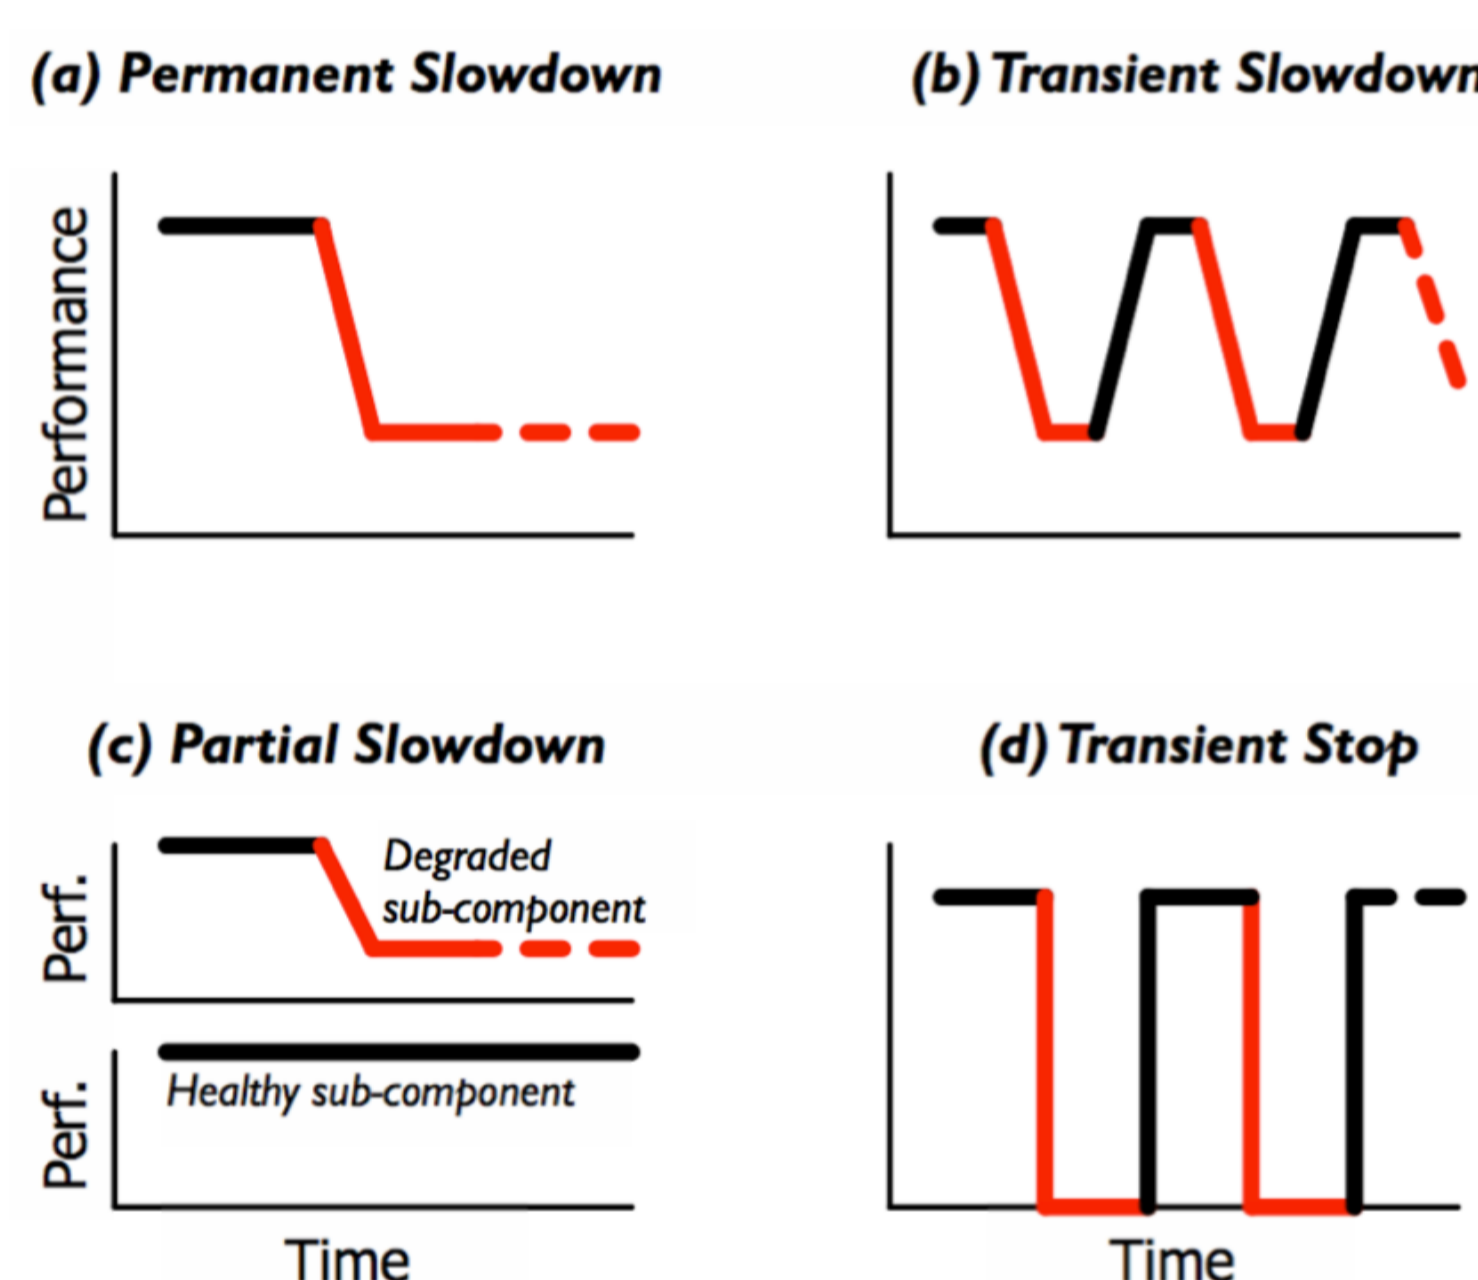 (a) Permanent Slowdown
(b) Transient Slowdown
Performance
(c) Partial Slowdown
(d) Transient Stop
Perf.
Degraded
sub-component
Perf.
Healthy sub-component
Time
Time